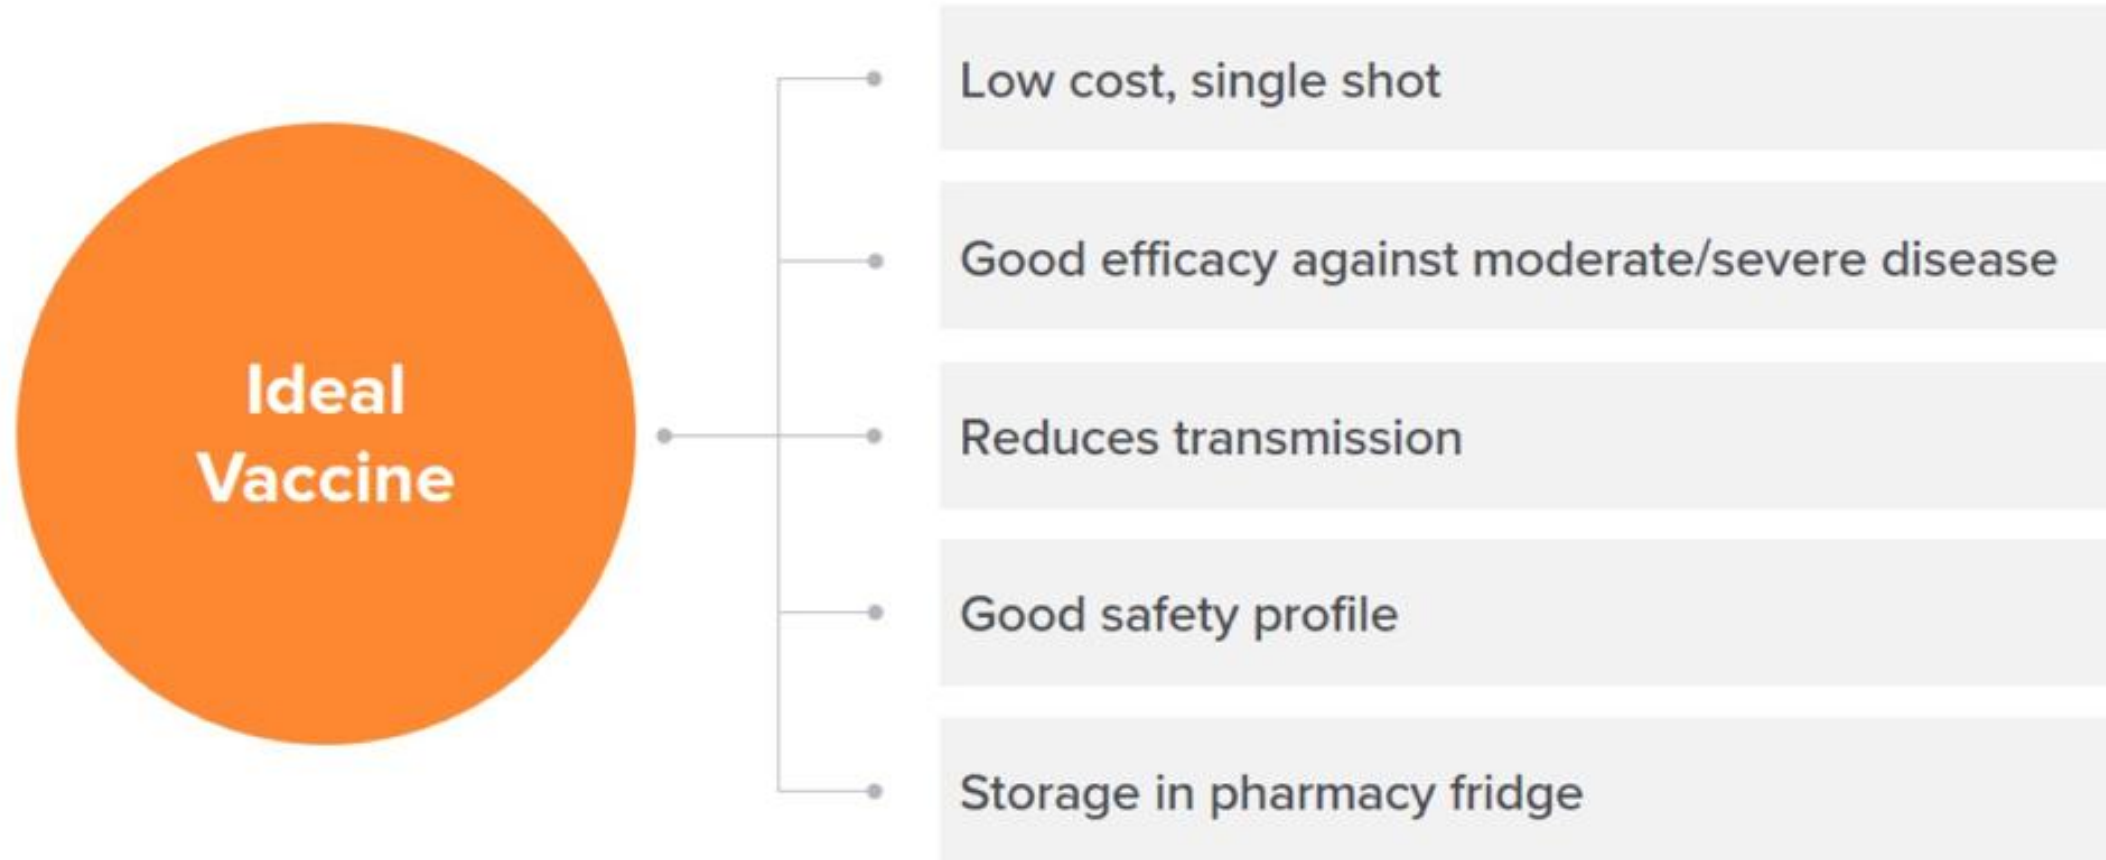 Ideal
Vaccine
Low cost, single shot
Good efficacy against moderate/severe disease
Reduces transmission
Good safety profile
Storage in pharmacy fridge